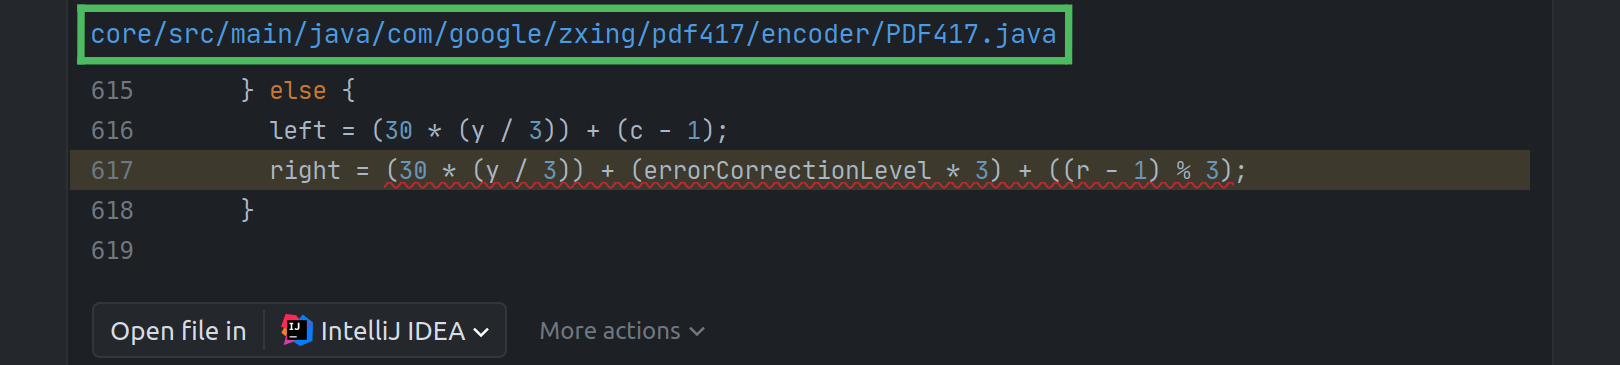 core/src/main/java/com/google/zxing/pdf417/encoder/PDF417.java
615 } else {
616 left = (30 * (y / 3)) + (c - 1);
617 right = (30 * (y / 3)) + (errorCorrectionLevel * 3) + ((r - 1) % 3);
618 }
619
Open file in IJ IntelliJ IDEA More actions